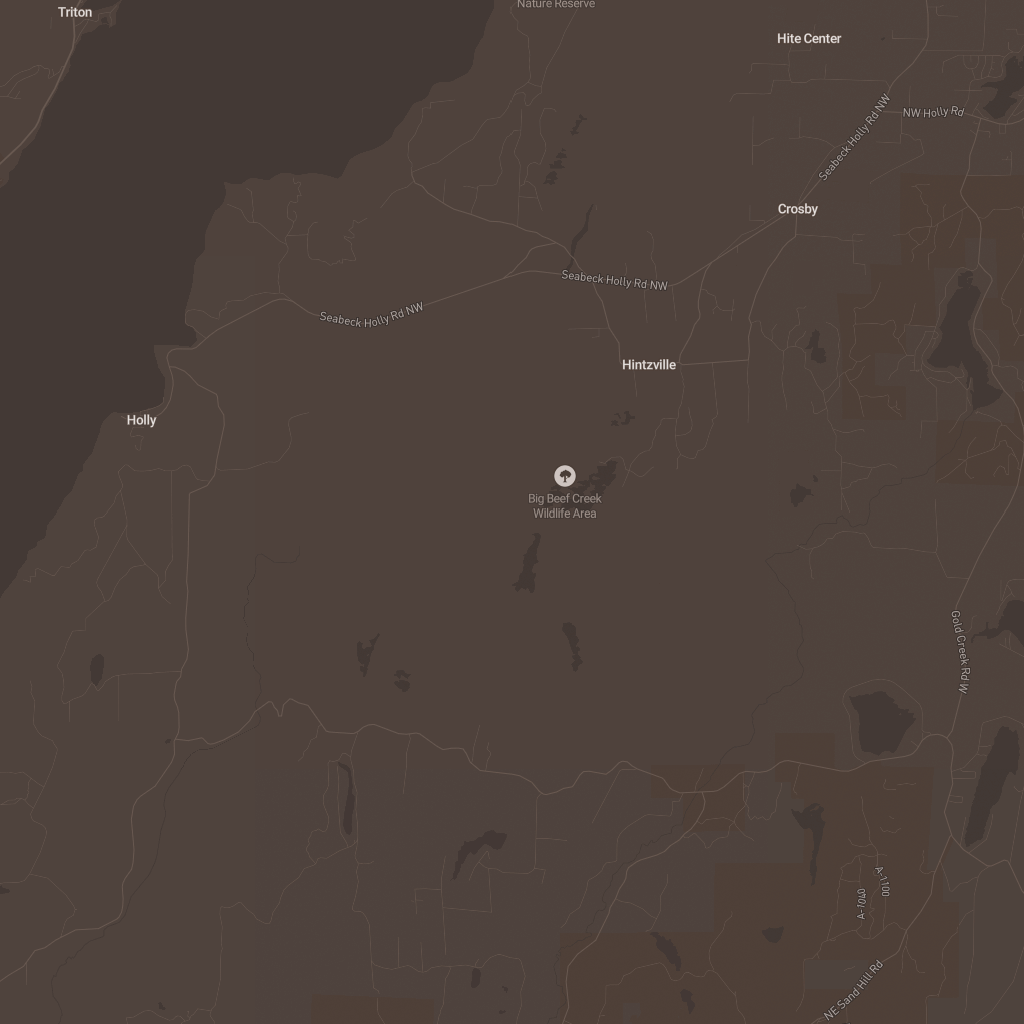 Nature Reserve
Triton
Hite Center
NW Holly Rd
Seabeck Holly Rd NW
Crosby
Seabeck Holly Rd NW
Seabeck Holly Rd NW
Hintzville
Holly
Big Beef Creek
Wildlife Area
Gold Creek Rd W
A-1100
A-1040
NE Sand Hill Rd